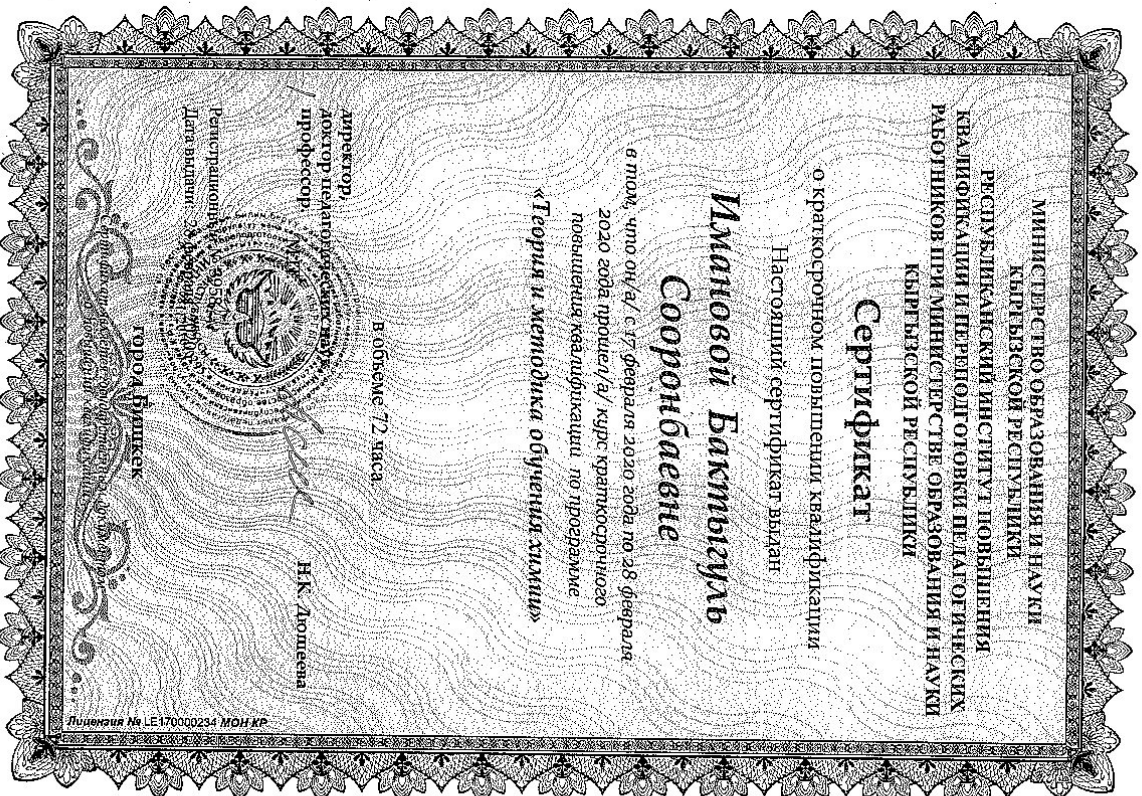 МИНИСТЕРСТВО ОБРАЗОВАНИЯ И НАУКИ
КЫРГЫЗСКОЙ РЕСПУБЛИКИ
РЕСПУБЛИКАНСКИЙ ИНСТИТУТ ПОВЫШЕНИЯ
КВАЛИФИКАЦИИ И ПЕРЕПОДГОТОВКИ ПЕДАГОГИЧЕСКИХ
РАБОТНИКОВ ПРИ МИНИСТЕРСТВЕ ОБРАЗОВАНИЯ И НАУКИ
КЫРГЫЗСКОЙ РЕСПУБЛИКИ
Сертификат
о краткосрочном повышении квалификации
Настоящий сертификат выдан
Имановой Бактыгуль
Сооронбаевне
в том, что он/а/ с 17 февраля 2020 года по 28 февраля
2020 года прошел/а/ курс краткосрочного
повышения квалификации по программе
«Теория и методика обучения химии»
в объеме 72 часа
директор,
доктор педагогических наук,
профессор, Н.К. Дюшеева
Регистрационный
Дата выдачи 28 февраля
город Бишкек
Лицензия № LE170000234 МОН КР